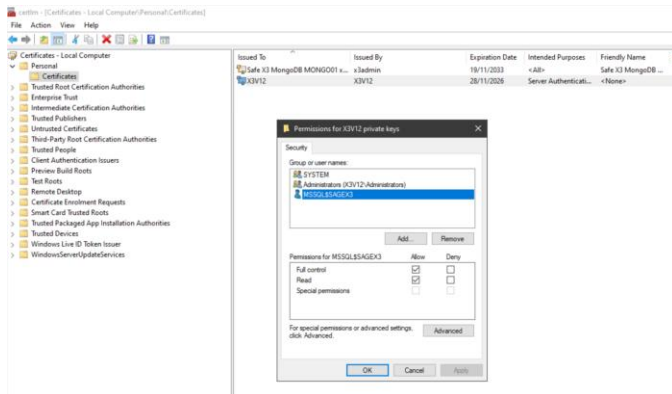 certlm - [Certificates - Local Computer\Personal\Certificates]
File Action View Help
Certificates - Local Computer
Personal
Certificates
Trusted Root Certification Authorities
Enterprise Trust
Intermediate Certification Authorities
Trusted Publishers
Untrusted Certificates
Third-Party Root Certification Authorities
Trusted People
Client Authentication Issuers
Preview Build Roots
Test Roots
Remote Desktop
Certificate Enrolment Requests
Smart Card Trusted Roots
Trusted Packaged App Installation Authorities
Trusted Devices
Windows Live ID Token Issuer
WindowsServerUpdateServices
Issued To Issued By Expiration Date Intended Purposes Friendly Name
Safe X3 MongoDB MONGO01 x... x3admin 19/11/2033 <All> Safe X3 MongoDB ...
X3V12 X3V12 28/11/2026 Server Authenticati... <None>
Permissions for X3V12 private keys
Security
Group or user names:
SYSTEM
Administrators (X3V12\Administrators)
MSSQL$SAGEX3
Add... Remove
Permissions for MSSQL$SAGEX3 Allow Deny
Full control
Read
Special permissions
For special permissions or advanced settings, click Advanced.
Advanced
OK Cancel Apply